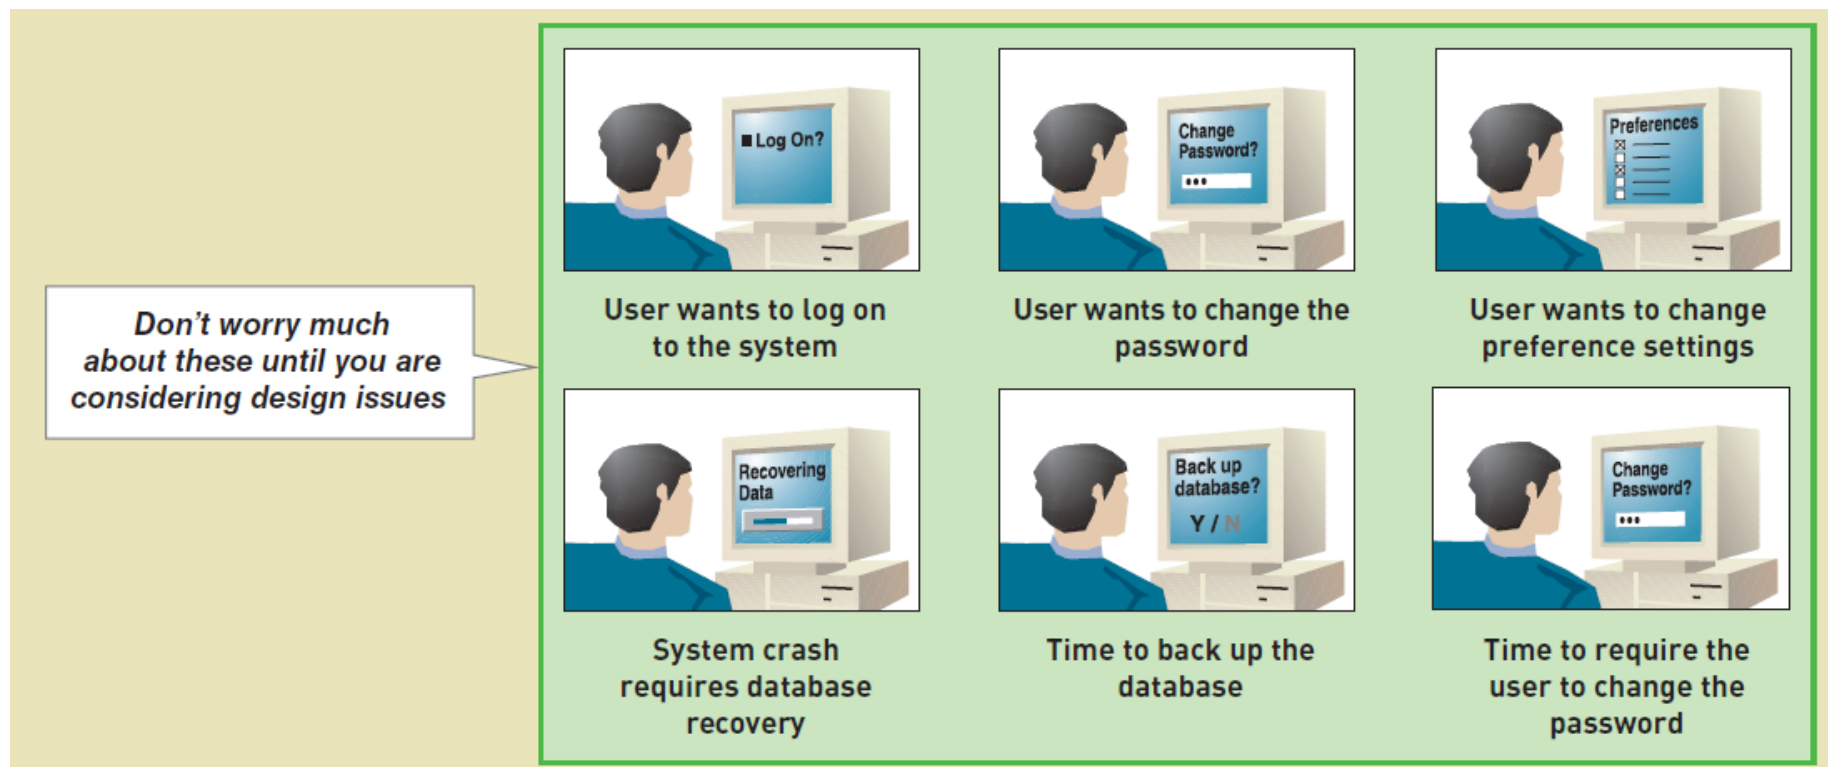 Don't worry much
about these until you are
considering design issues
Log On?
Change
Password?
Preferences
User wants to log on
to the system
User wants to change the
password
User wants to change
preference settings
Recovering
Data
Back up
database?
Y / N
Change
Password?
System crash
requires database
recovery
Time to back up the
database
Time to require the
user to change the
password